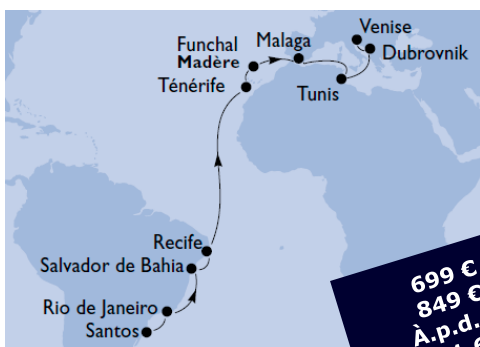 Venise
Funchal Malaga
Madère
Dubrovnik
Ténérife
Tunis
Recife
Salvador de Bahia
Rio de Janeiro
Santos
699 €
849 €
À.p.d.